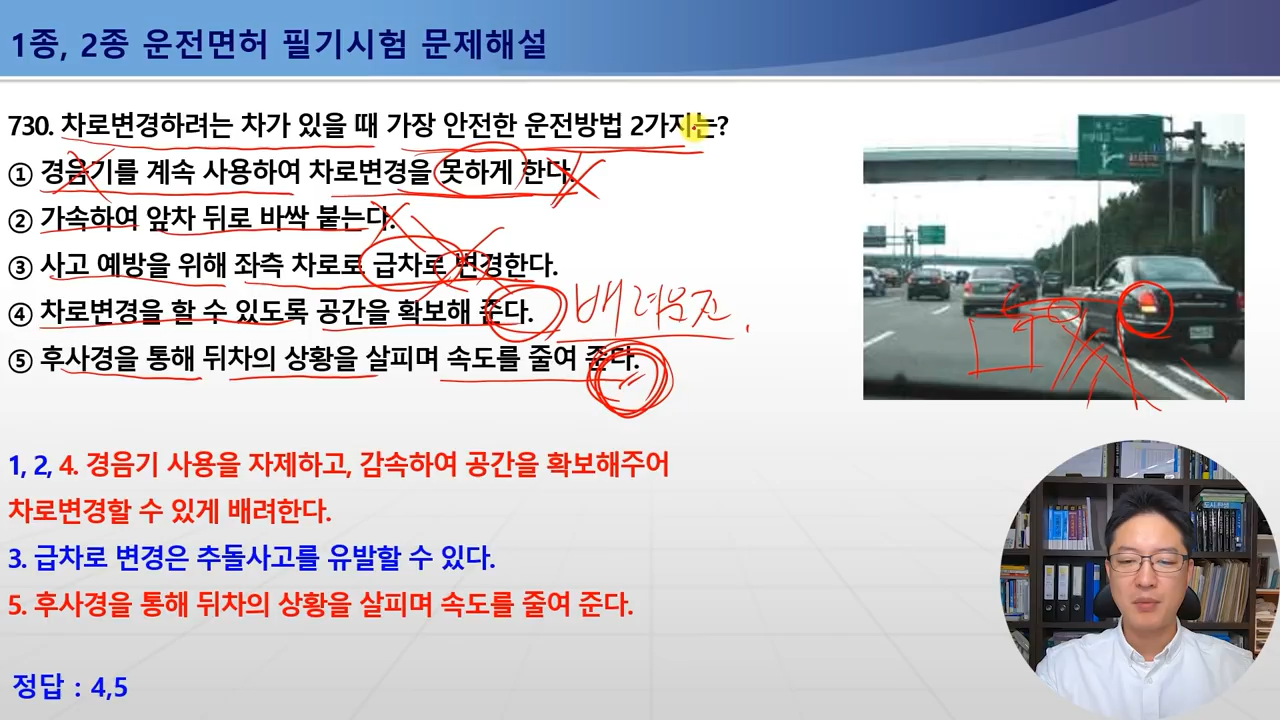 1종, 2종 운전면허 필기시험 문제해설
730. 차로변경하려는 차가 있을 때 가장 안전한 운전방법 2가지는?
① 경음기를 계속 사용하여 차로변경을 못하게 한다.
② 가속하여 앞차 뒤로 바싹 붙는다.
③ 사고 예방을 위해 좌측 차로로 급차로 변경한다.
④ 차로변경을 할 수 있도록 공간을 확보해 준다.
배려운전.
⑤ 후사경을 통해 뒤차의 상황을 살피며 속도를 줄여 준다.
1, 2, 4. 경음기 사용을 자제하고, 감속하여 공간을 확보해주어
차로변경할 수 있게 배려한다.
3. 급차로 변경은 추돌사고를 유발할 수 있다.
5. 후사경을 통해 뒤차의 상황을 살피며 속도를 줄여 준다.
정답 : 4,5